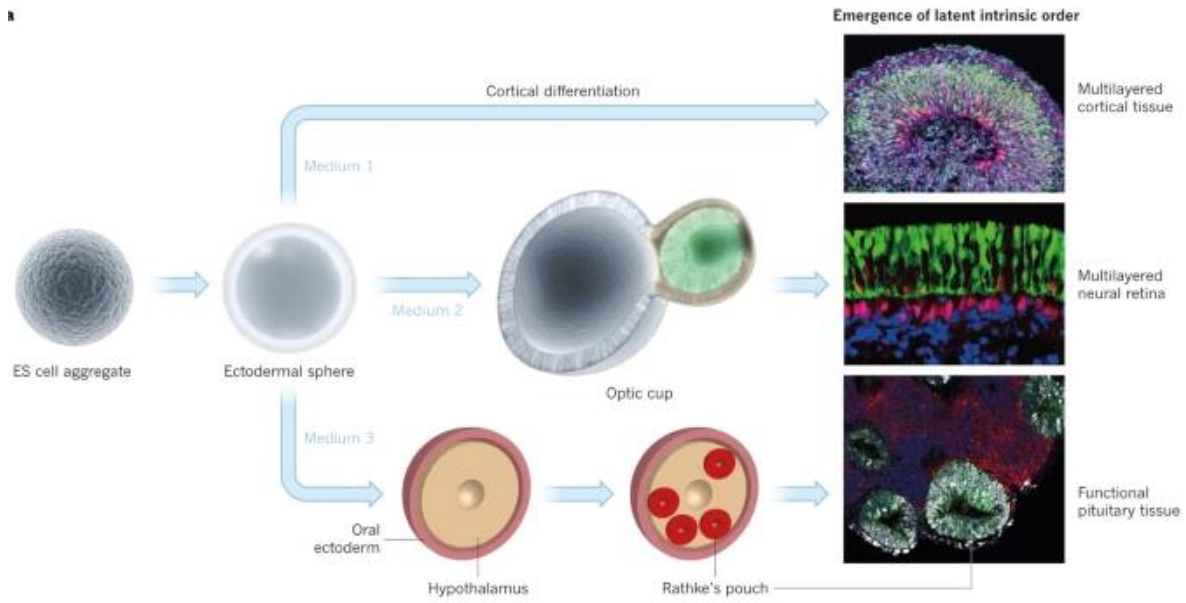 a
Emergence of latent intrinsic order
Cortical differentiation
Multilayered
cortical tissue
Medium 1
Multilayered
neural retina
Medium 2
ES cell aggregate
Ectodermal sphere
Optic cup
Medium 3
Functional
pituitary tissue
Oral
ectoderm
Hypothalamus
Rathke's pouch